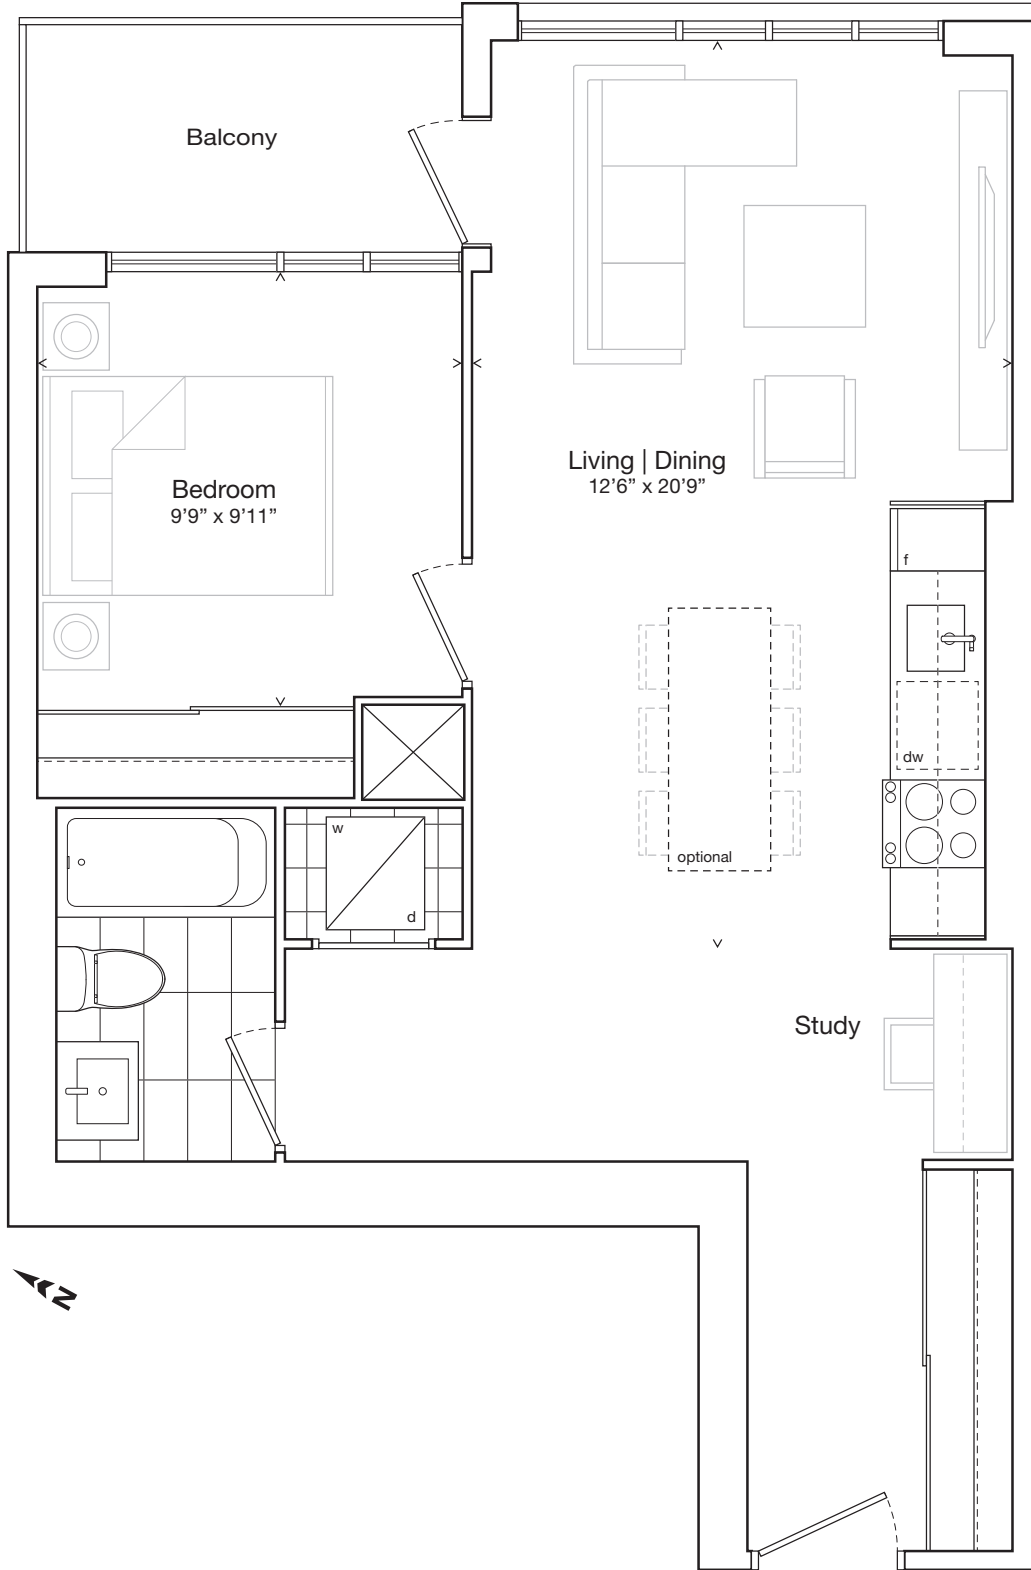 Balcony
Living | Dining
12’6” x 20’9”
Bedroom
9’9” x 9’11”
f
dw
w
d
optional
Study
N